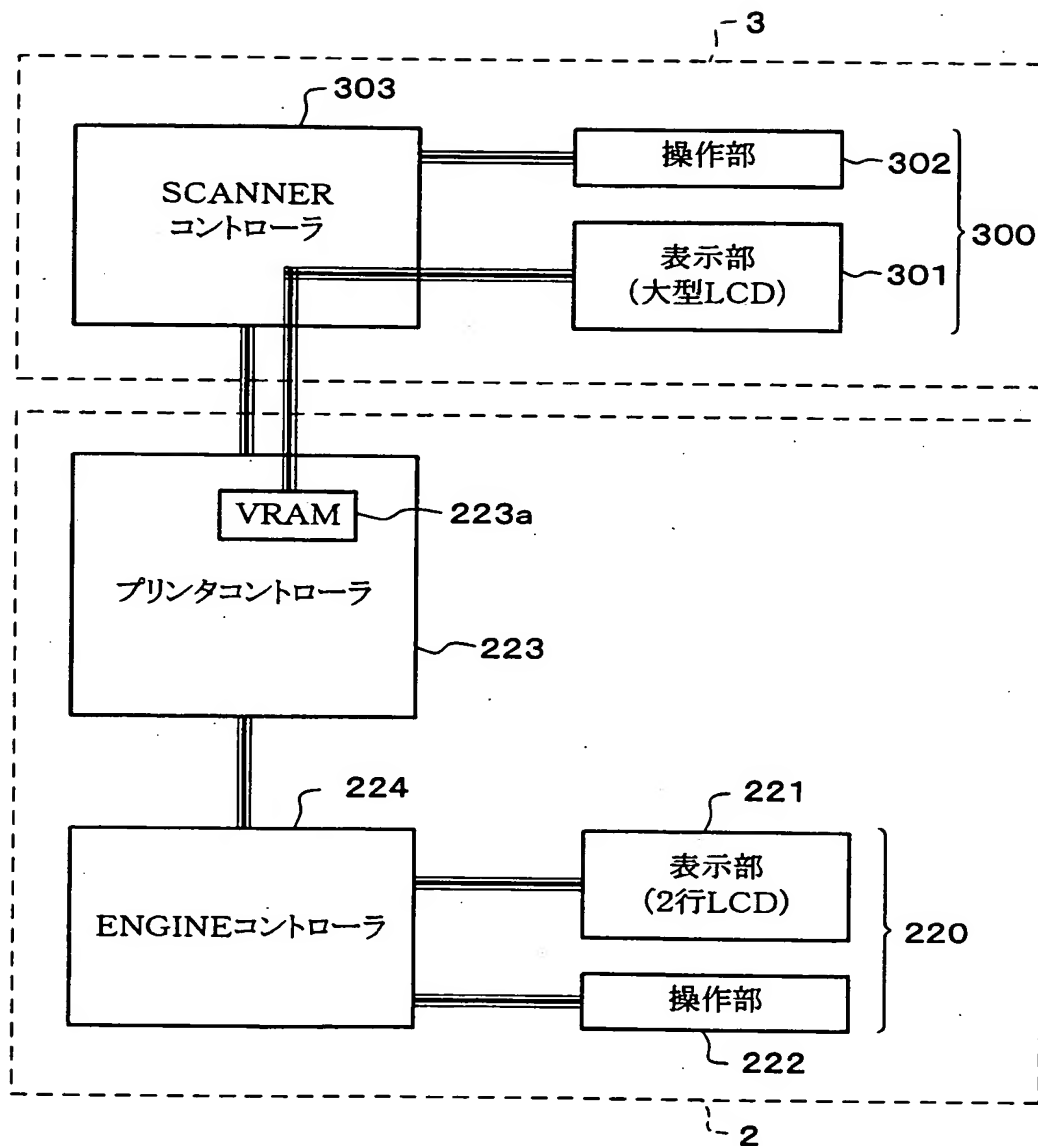 3
303
SCANNER
コントローラ
操作部
302
表示部
(大型LCD)
301
300
VRAM
223a
プリンタコントローラ
223
224
ENGINEコントローラ
221
表示部
(2行LCD)
220
操作部
222
2